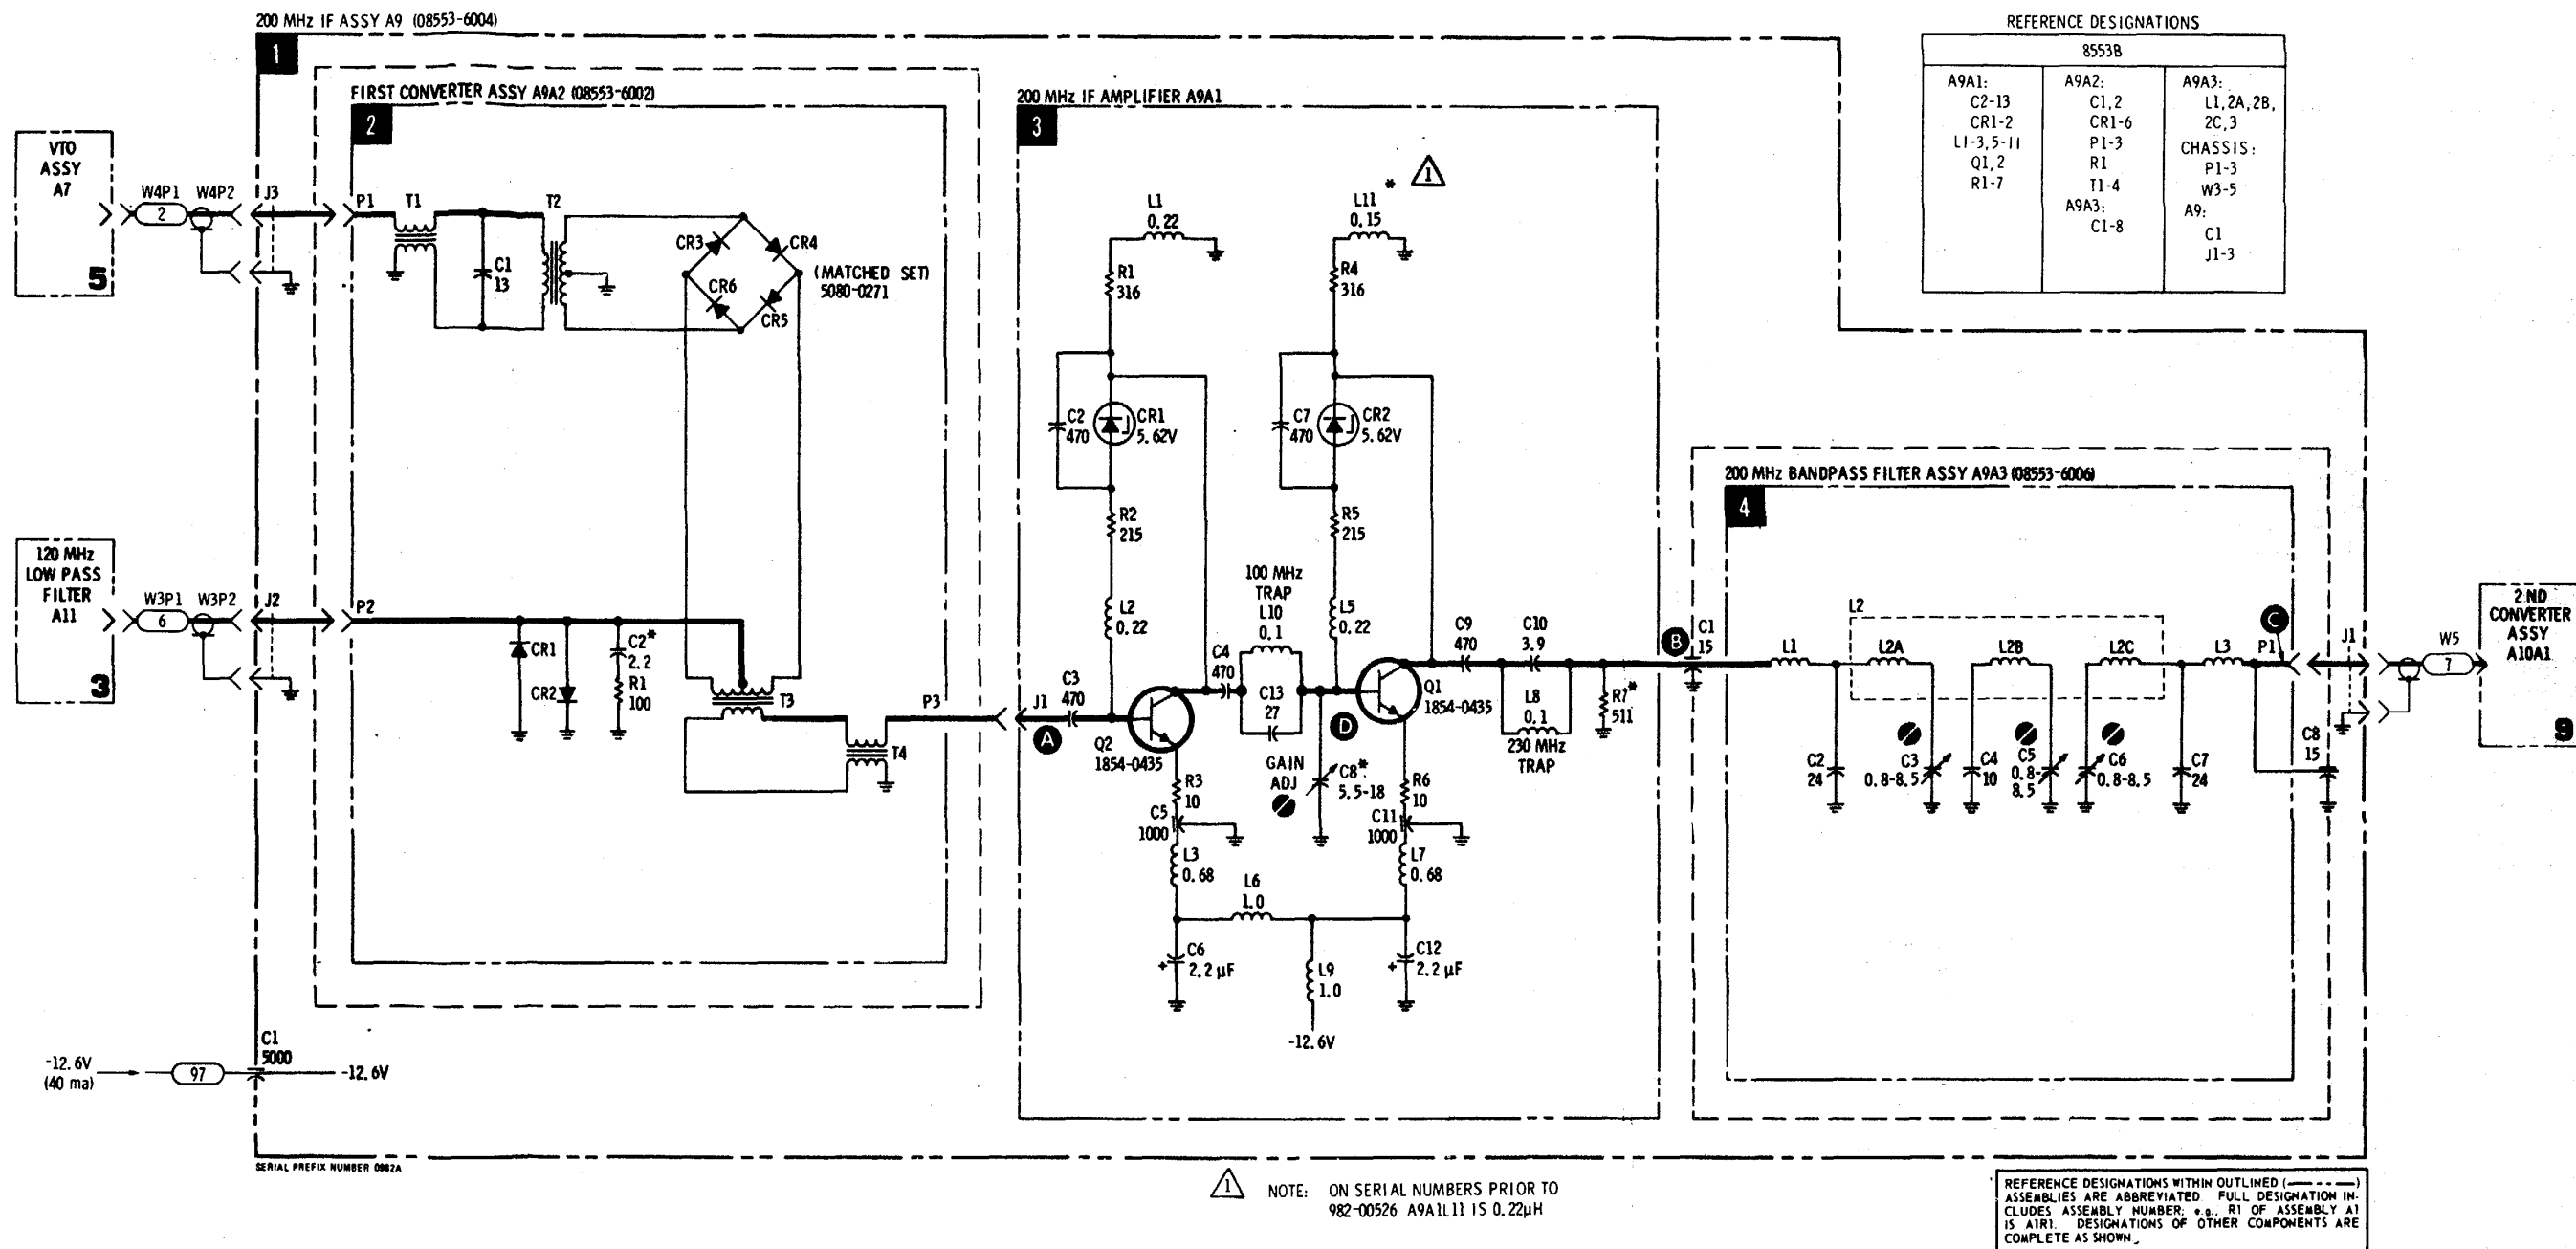 200 MHz IF ASSY A9 (08553-6004)
1
REFERENCE DESIGNATIONS
8553B
A9A1:
C2-13
CR1-2
L1-3,5-11
Q1,2
R1-7
A9A2:
C1,2
CR1-6
P1-3
R1
T1-4
A9A3:
C1-8
A9A3:
L1,2A,2B,
2C,3
CHASSIS:
P1-3
W3-5
A9:
C1
J1-3
FIRST CONVERTER ASSY A9A2 (08553-6002)
2
VTO
ASSY
A7
5
W4P1
2
W4P2
J3
P1
T1
C1
13
T2
CR3
CR4
CR6
CR5
(MATCHED SET)
5080-0271
120 MHz
LOW PASS
FILTER
A11
3
W3P1
6
W3P2
J2
P2
CR1
CR2
C2*
2.2
R1
100
T3
T4
P3
-12.6V
(40 ma)
97
C1
5000
-12.6V
200 MHz IF AMPLIFIER A9A1
3
L1
0.22
L11
*
0.15
1
R1
316
R4
316
C2
470
CR1
5.62V
C7
470
CR2
5.62V
R2
215
R5
215
L2
0.22
L5
0.22
100 MHz
TRAP
L10
0.1
C4
470
C13
27
J1
A
C3
470
Q2
1854-0435
D
Q1
1854-0435
GAIN
ADJ
C8*
5.5-18
C9
470
C10
3.9
L8
0.1
230 MHz
TRAP
R7*
511
R3
10
C5
1000
L3
0.68
R6
10
C11
1000
L7
0.68
L6
1.0
C6
+
2.2 µF
L9
1.0
C12
+
2.2 µF
-12.6V
200 MHz BANDPASS FILTER ASSY A9A3 (08553-6006)
4
B
C1
15
L1
L2
L2A
L2B
L2C
L3
P1
C
C2
24
C3
0.8-8.5
C4
10
C5
0.8-
8.5
C6
0.8-8.5
C7
24
C8
15
J1
W5
7
2 ND
CONVERTER
ASSY
A10A1
9
SERIAL PREFIX NUMBER 0982A
1 NOTE: ON SERIAL NUMBERS PRIOR TO
982-00526 A9A1L11 IS 0.22µH
REFERENCE DESIGNATIONS WITHIN OUTLINED (—— - - ——)
ASSEMBLIES ARE ABBREVIATED. FULL DESIGNATION IN-
CLUDES ASSEMBLY NUMBER; e.g., R1 OF ASSEMBLY A1
IS A1R1. DESIGNATIONS OF OTHER COMPONENTS ARE
COMPLETE AS SHOWN.